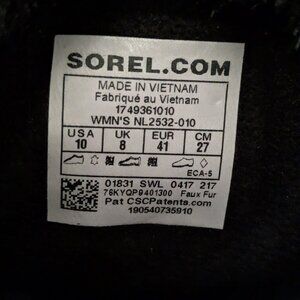 SOREL.COM
MADE IN VIETNAM
Fabriqué au Vietnam
1749361010
WMN'S NL2532-010
USA UK EUR CM
10 8 41 27
ECA-5
01831 SWL 0417 217
76KYQP9401300 Faux Fur
Pat CSCPatents.com
190540735910